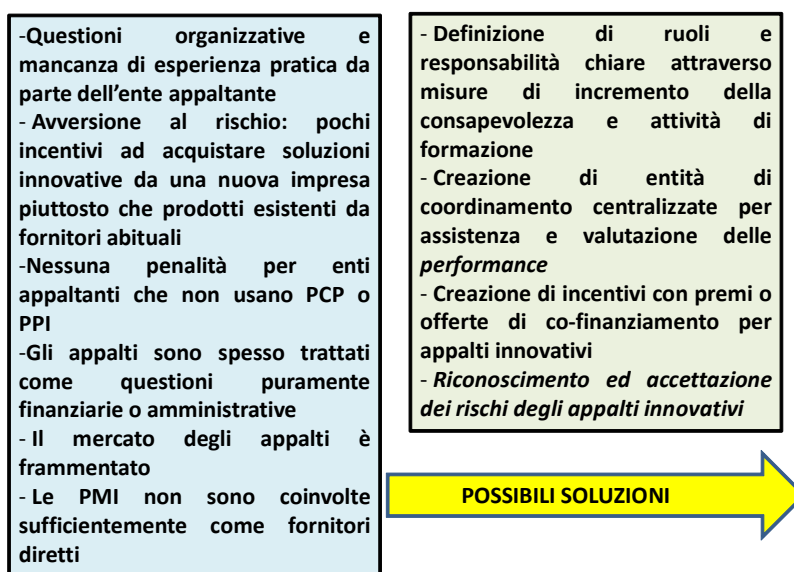 -Questioni organizzative e
mancanza di esperienza pratica da
parte dell'ente appaltante
- Avversione al rischio: pochi
incentivi ad acquistare soluzioni
innovative da una nuova impresa
piuttosto che prodotti esistenti da
fornitori abituali
-Nessuna penalità per enti
appaltanti che non usano PCP o
PPI
-Gli appalti sono spesso trattati
come questioni puramente
finanziarie o amministrative
- Il mercato degli appalti è
frammentato
- Le PMI non sono coinvolte
sufficientemente come fornitori
diretti
- Definizione di ruoli e
responsabilità chiare attraverso
misure di incremento della
consapevolezza e attività di
formazione
- Creazione di entità di
coordinamento centralizzate per
assistenza e valutazione delle
performance
- Creazione di incentivi con premi o
offerte di co-finanziamento per
appalti innovativi
- Riconoscimento ed accettazione
dei rischi degli appalti innovativi
POSSIBILI SOLUZIONI